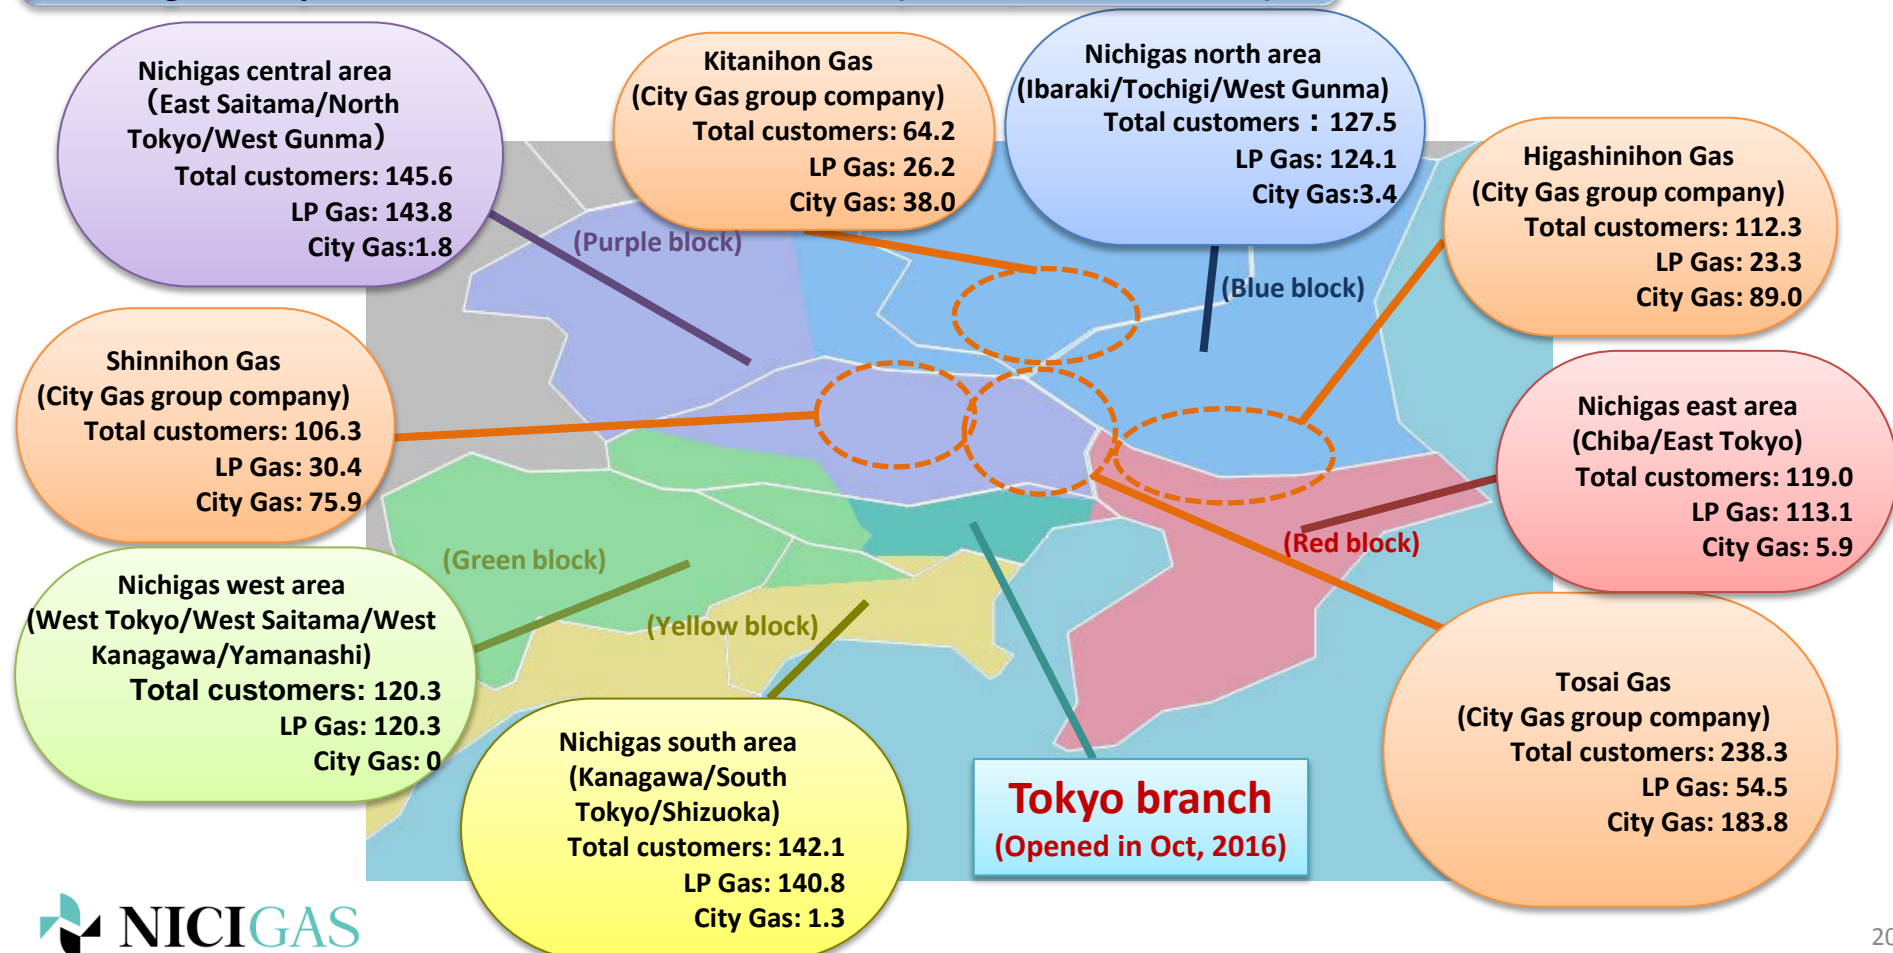 Nichigas central area
(East Saitama/North
Tokyo/West Gunma)
Total customers: 145.6
LP Gas: 143.8
City Gas:1.8
Kitanihon Gas
(City Gas group company)
Total customers: 64.2
LP Gas: 26.2
City Gas: 38.0
Nichigas north area
(Ibaraki/Tochigi/West Gunma)
Total customers：127.5
LP Gas: 124.1
City Gas:3.4
Higashinihon Gas
(City Gas group company)
Total customers: 112.3
LP Gas: 23.3
City Gas: 89.0
(Purple block)
(Blue block)
Shinnihon Gas
(City Gas group company)
Total customers: 106.3
LP Gas: 30.4
City Gas: 75.9
Nichigas east area
(Chiba/East Tokyo)
Total customers: 119.0
LP Gas: 113.1
City Gas: 5.9
(Green block)
(Red block)
(Yellow block)
Nichigas west area
(West Tokyo/West Saitama/West
Kanagawa/Yamanashi)
Total customers: 120.3
LP Gas: 120.3
City Gas: 0
Nichigas south area
(Kanagawa/South
Tokyo/Shizuoka)
Total customers: 142.1
LP Gas: 140.8
City Gas: 1.3
Tokyo branch
(Opened in Oct, 2016)
Tosai Gas
(City Gas group company)
Total customers: 238.3
LP Gas: 54.5
City Gas: 183.8
NICIGAS
20